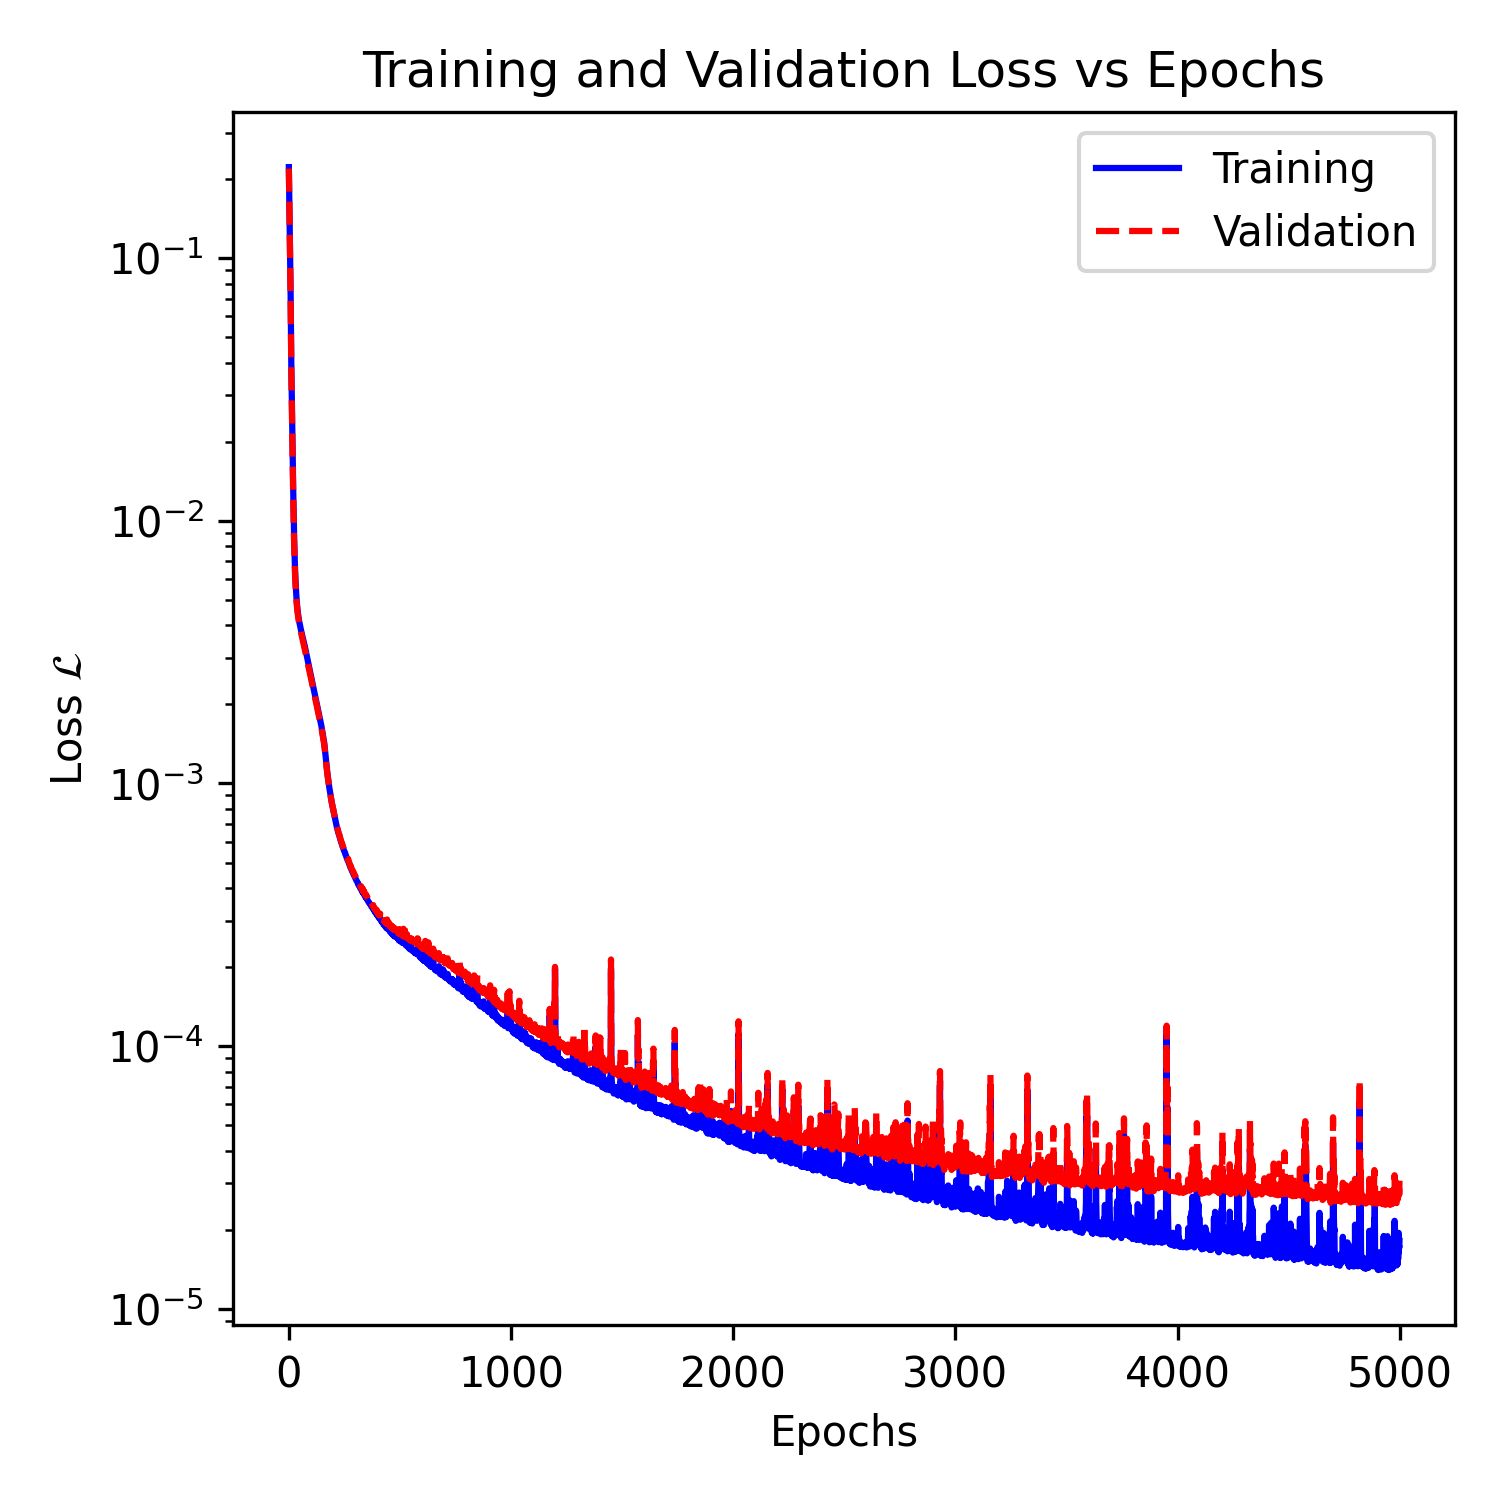 Training and Validation Loss vs Epochs
Training
Validation
10⁻¹
10⁻²
10⁻³
10⁻⁴
10⁻⁵
Loss ℒ
0 1000 2000 3000 4000 5000
Epochs